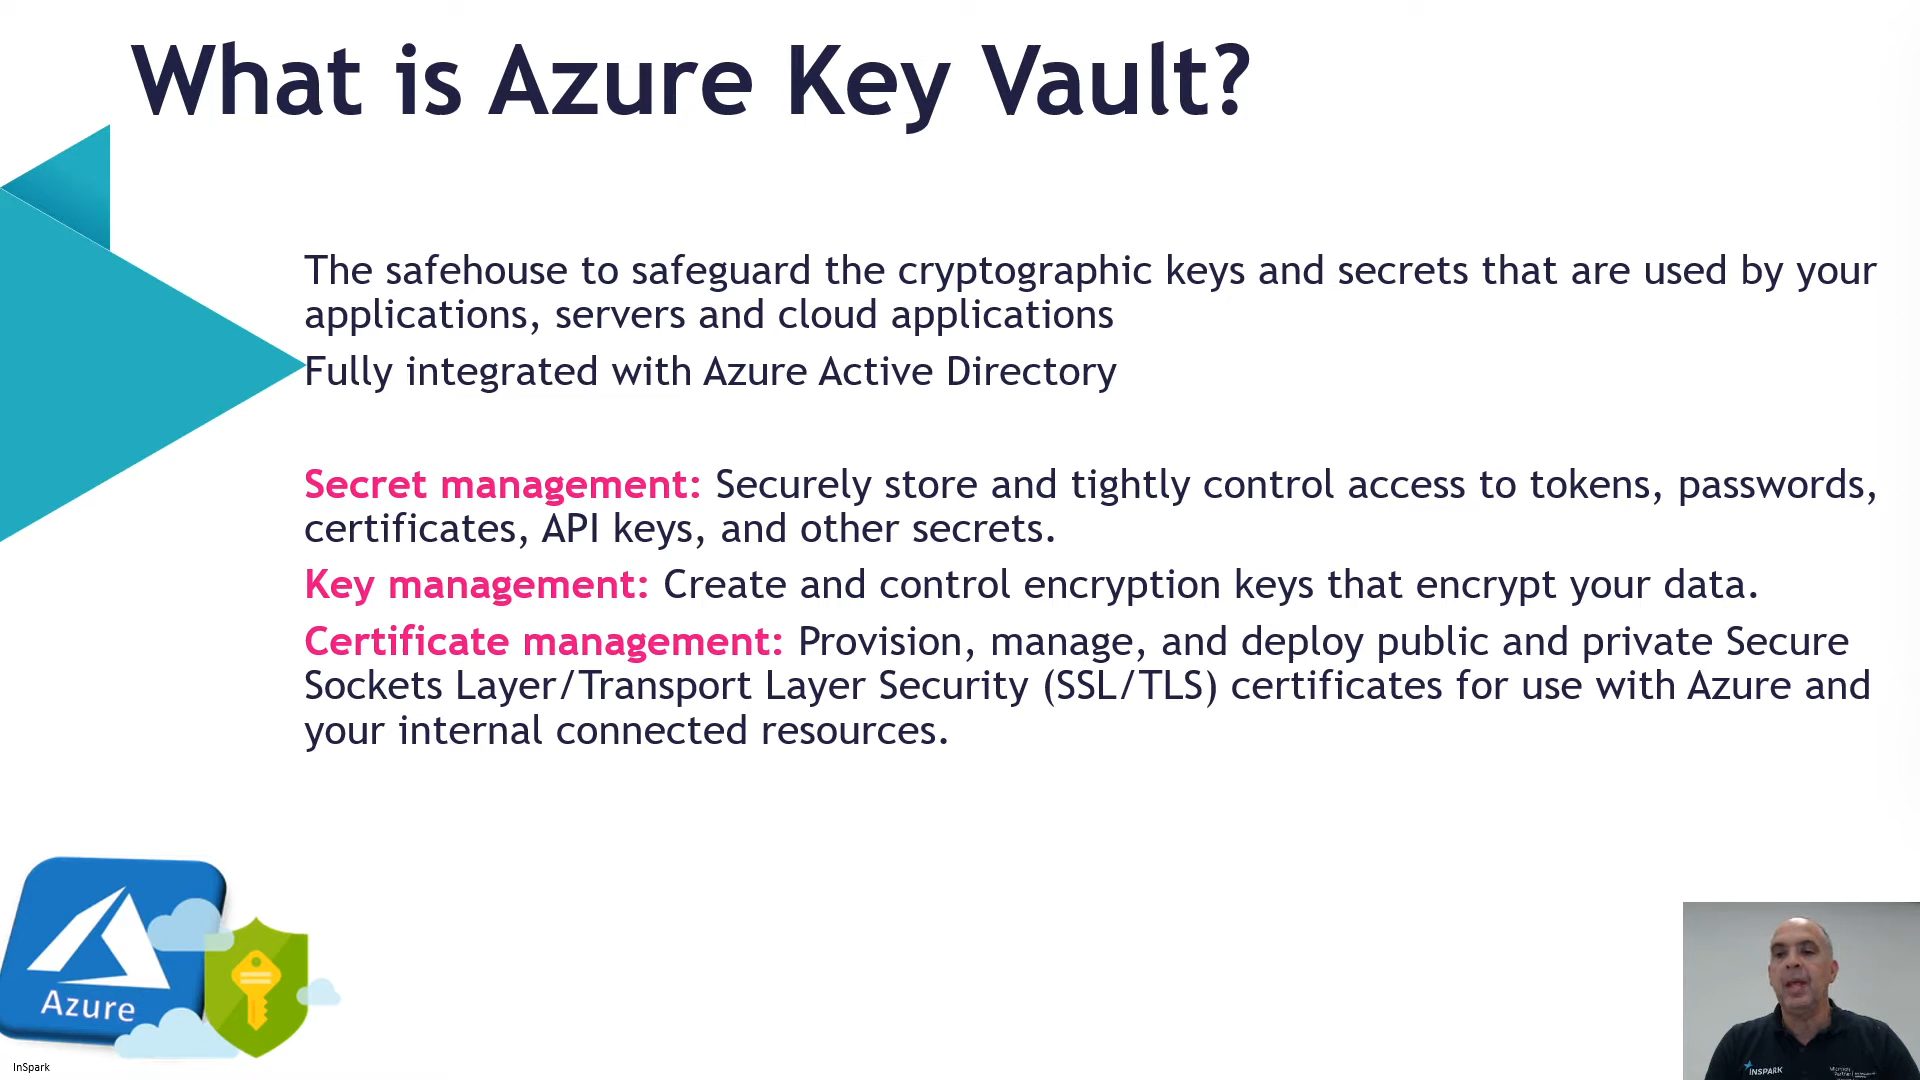 What is Azure Key Vault?
The safehouse to safeguard the cryptographic keys and secrets that are used by your
applications, servers and cloud applications
Fully integrated with Azure Active Directory
Secret management: Securely store and tightly control access to tokens, passwords,
certificates, API keys, and other secrets.
Key management: Create and control encryption keys that encrypt your data.
Certificate management: Provision, manage, and deploy public and private Secure
Sockets Layer/Transport Layer Security (SSL/TLS) certificates for use with Azure and
your internal connected resources.
Azure
InSpark
INSPARK